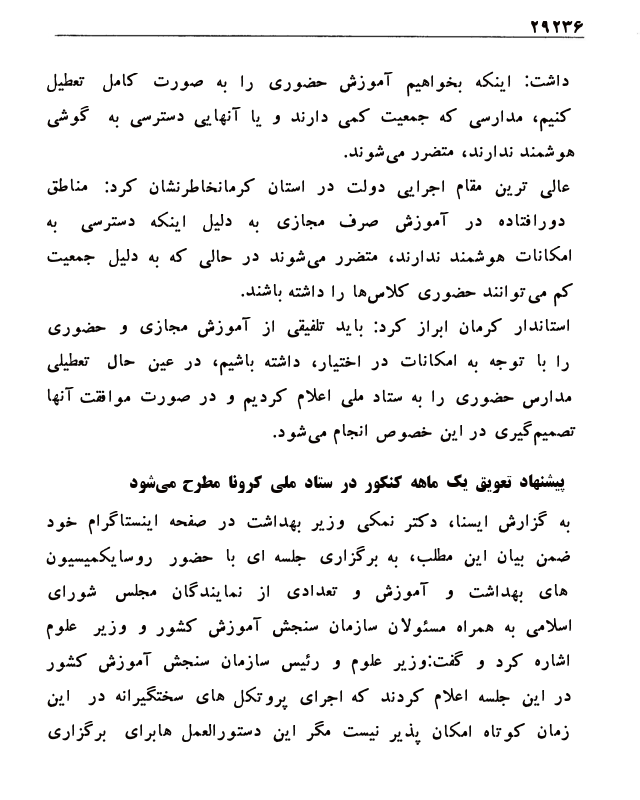 ۲۹۲۳۶
داشت: اینکه بخواهیم آموزش حضوری را به صورت کامل تعطیل
کنیم، مدارسی که جمعیت کمی دارند و یا آنهایی دسترسی به گوشی
هوشمند ندارند، متضرر می‌شوند.
عالی ترین مقام اجرایی دولت در استان کرمانخاطرنشان کرد: مناطق
دورافتاده در آموزش صرف مجازی به دلیل اینکه دسترسی به
امکانات هوشمند ندارند، متضرر می‌شوند در حالی که به دلیل جمعیت
کم می‌توانند حضوری کلاس‌ها را داشته باشند.
استاندار کرمان ابراز کرد: باید تلفیقی از آموزش مجازی و حضوری
را با توجه به امکانات در اختیار، داشته باشیم، در عین حال تعطیلی
مدارس حضوری را به ستاد ملی اعلام کردیم و در صورت موافقت آنها
تصمیم‌گیری در این خصوص انجام می‌شود.
پیشنهاد تعویق یک ماهه کنکور در ستاد ملی کرونا مطرح می‌شود
به گزارش ایسنا، دکتر نمکی وزیر بهداشت در صفحه اینستاگرام خود
ضمن بیان این مطلب، به برگزاری جلسه ای با حضور روسایکمیسیون
های بهداشت و آموزش و تعدادی از نمایندگان مجلس شورای
اسلامی به همراه مسئولان سازمان سنجش آموزش کشور و وزیر علوم
اشاره کرد و گفت:وزیر علوم و رئیس سازمان سنجش آموزش کشور
در این جلسه اعلام کردند که اجرای پروتکل های سختگیرانه در این
زمان کوتاه امکان پذیر نیست مگر این دستورالعمل هابرای برگزاری